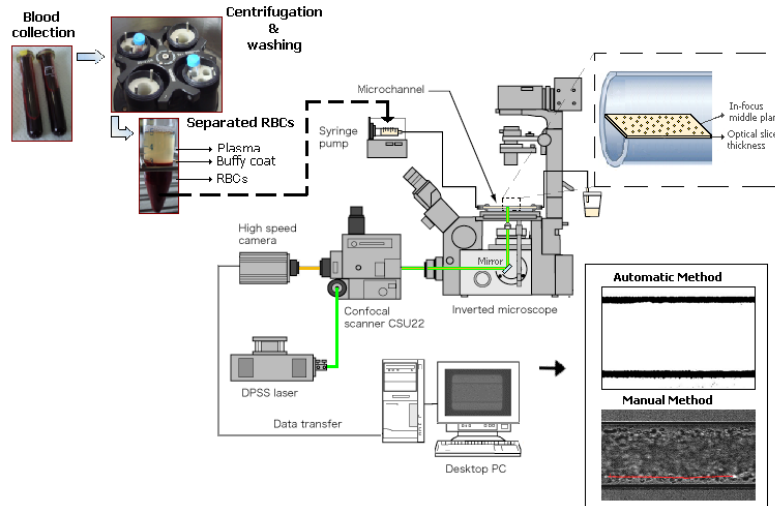 Blood
collection
Centrifugation
&
washing
Separated RBCs
Plasma
Buffy coat
RBCs
Syringe
pump
Microchannel
In-focus
middle plan
Optical slice
thickness
High speed
camera
Mirror
Confocal
scanner CSU22
Inverted microscope
DPSS laser
Data transfer
Desktop PC
Automatic Method
Manual Method